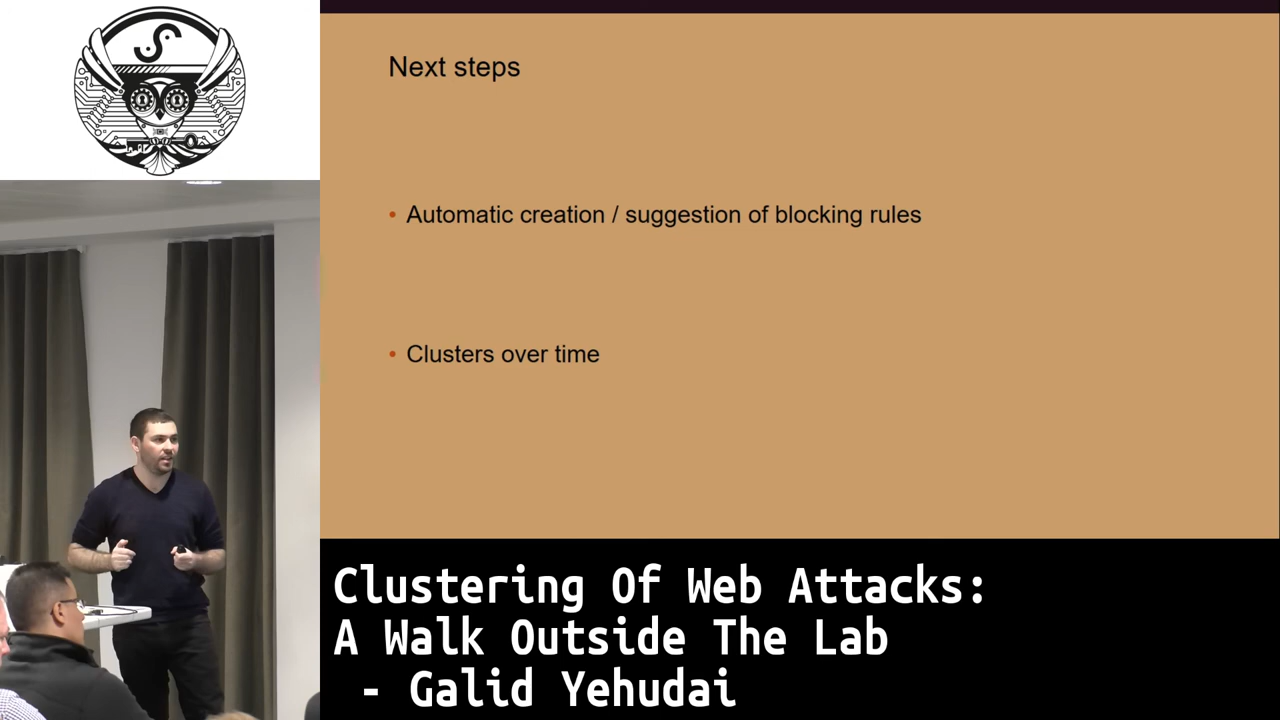 Next steps
• Automatic creation / suggestion of blocking rules
• Clusters over time
Clustering Of Web Attacks:
A Walk Outside The Lab
- Galid Yehudai